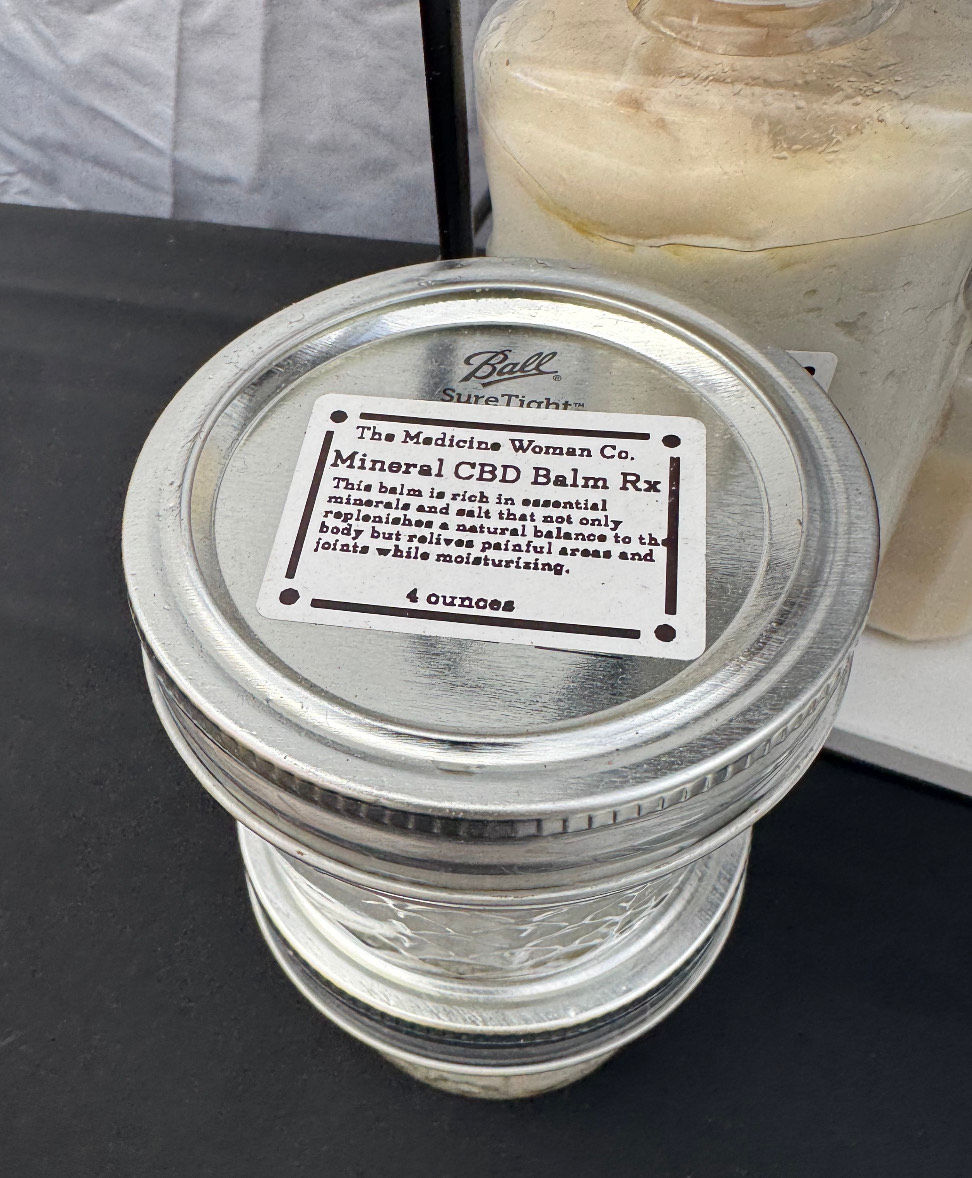 Ball®
SureTight™
The Medicine Woman Co.
Mineral CBD Balm Rx
This balm is rich in essential
minerals and salt that not only
replenishes a natural balance to the
body but relives painful areas and
joints while moisturizing.
4 ounces